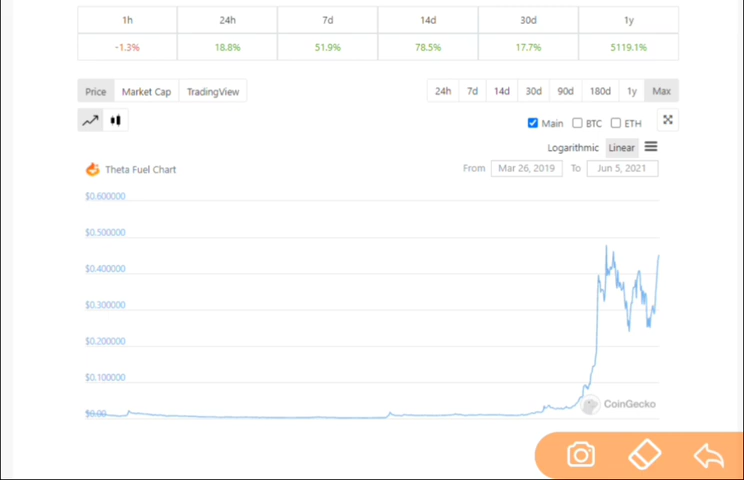 1h 24h 7d 14d 30d 1y
-1.3% 18.8% 51.9% 78.5% 17.7% 5119.1%
Price Market Cap TradingView 24h 7d 14d 30d 90d 180d 1y Max
Main BTC ETH
Logarithmic Linear
Theta Fuel Chart From Mar 26, 2019 To Jun 5, 2021
$0.600000
$0.500000
$0.400000
$0.300000
$0.200000
$0.100000
$0.00
CoinGecko